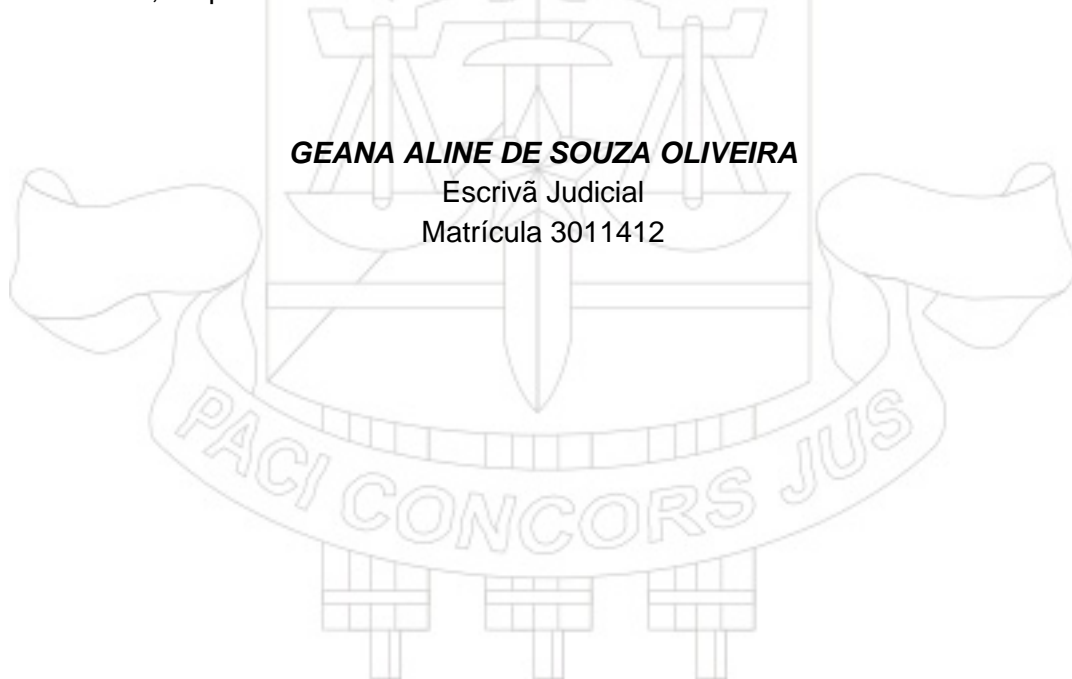 GEANA ALINE DE SOUZA OLIVEIRA
Escrivã Judicial
Matrícula 3011412
PACI CONCORS JUS